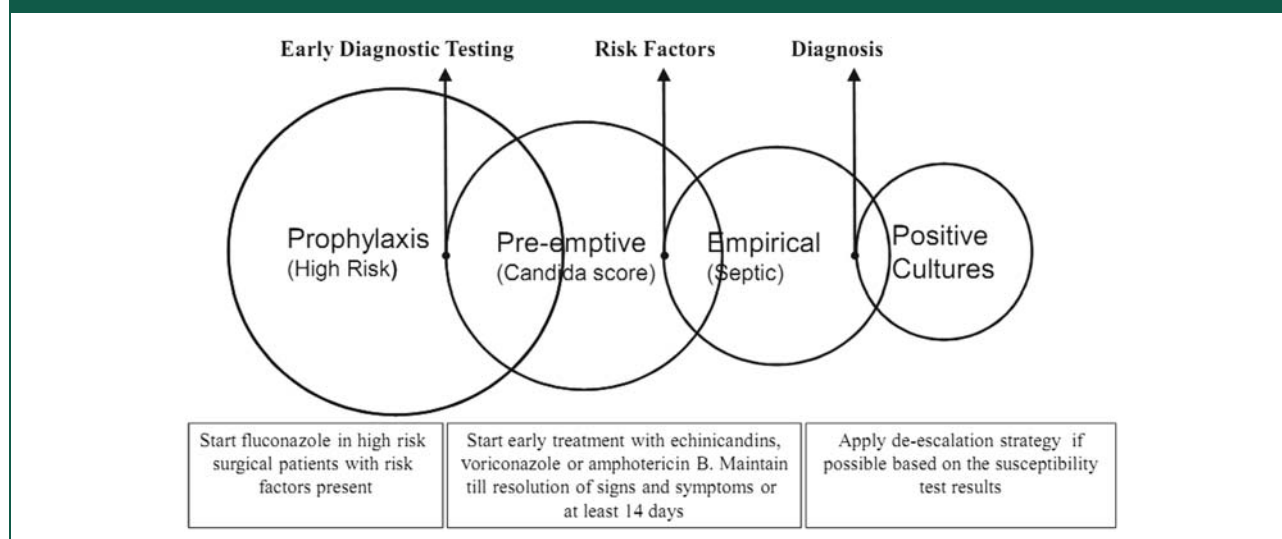 Early Diagnostic Testing
Risk Factors
Diagnosis
Prophylaxis
(High Risk)
Pre-emptive
(Candida score)
Empirical
(Septic)
Positive
Cultures
Start fluconazole in high risk
surgical patients with risk
factors present
Start early treatment with echinicandins,
voriconazole or amphotericin B. Maintain
till resolution of signs and symptoms or
at least 14 days
Apply de-escalation strategy if
possible based on the susceptibility
test results